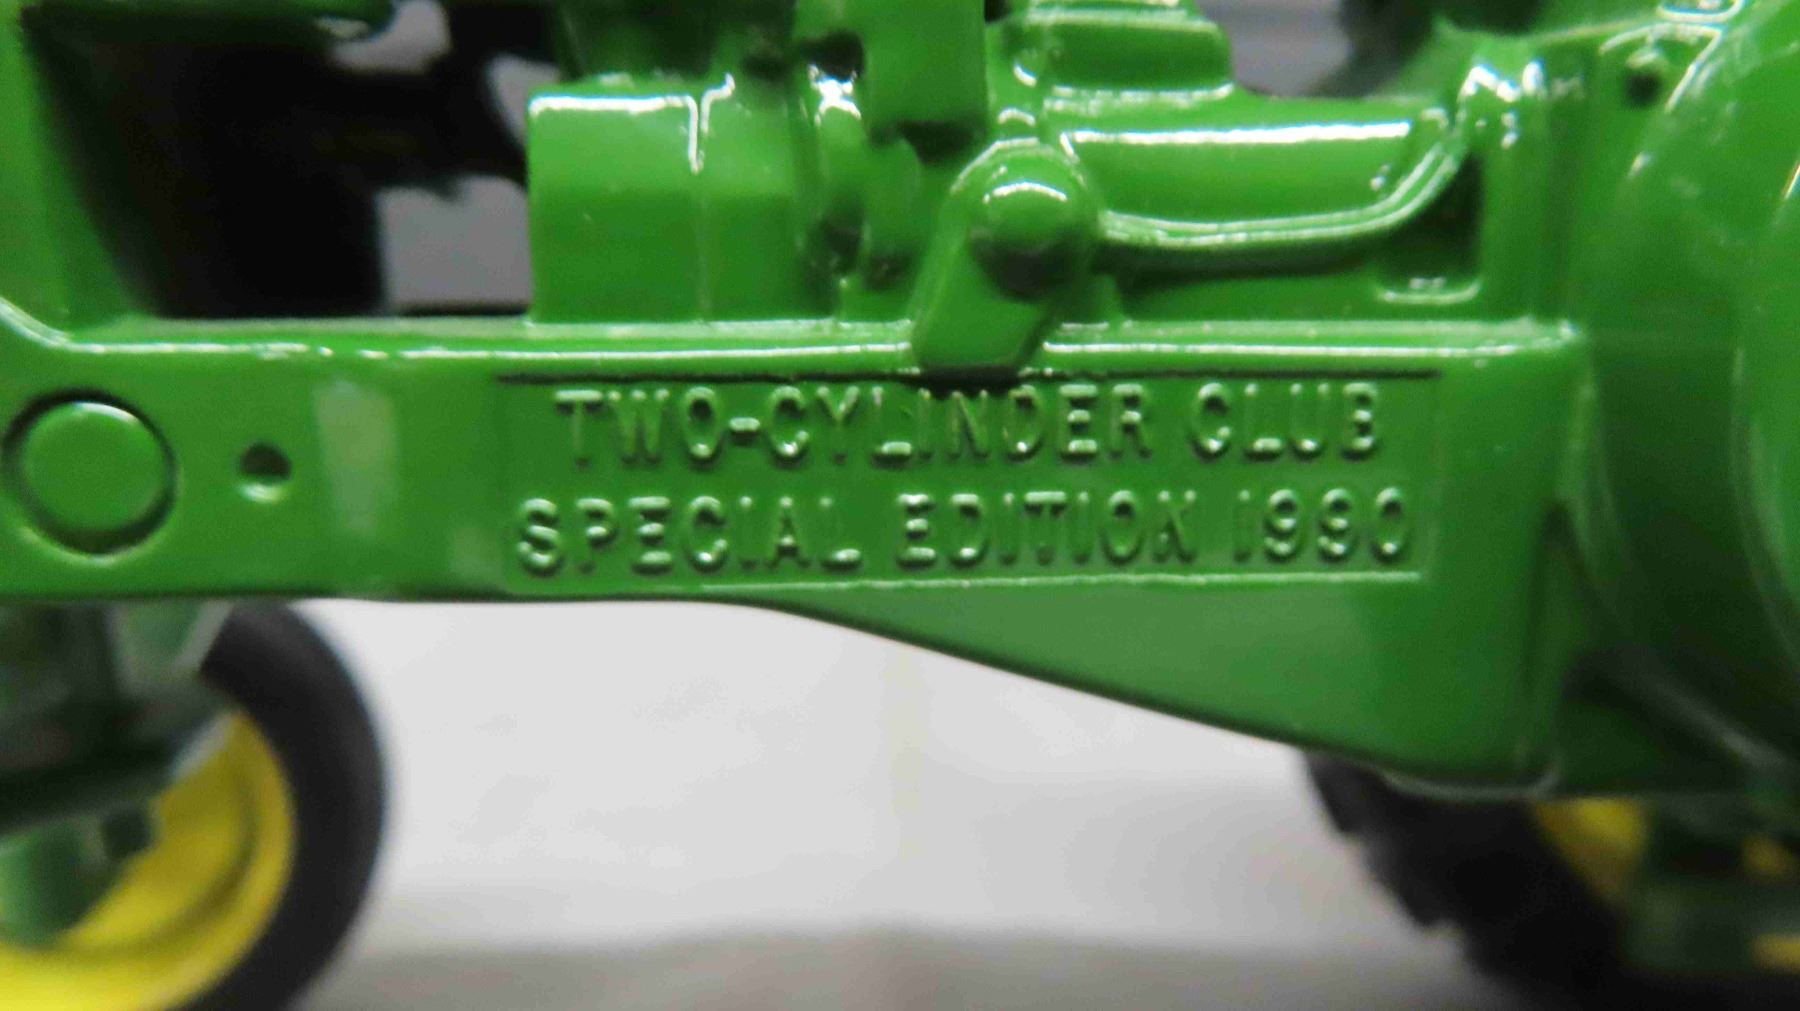 TWO-CYLINDER CLUB
SPECIAL EDITION 1990